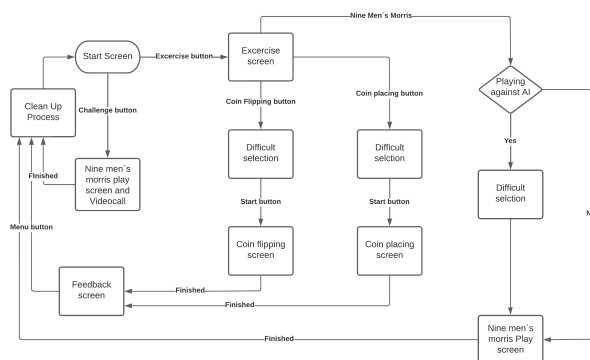 Nine Men´s Morris
Start Screen
Excercise button
Excercise
screen
Playing
against AI
Clean Up
Process
Challenge button
Coin Flipping button
Coin placing button
Yes
Difficult
selection
Difficult
selection
Finished
Nine men´s
morris play
screen and
Videocall
Difficult
selction
Start button
Start button
Menu button
N
Coin flipping
screen
Coin placing
screen
Feedback
screen
Finished
Finished
Finished
Nine men´s
morris Play
screen